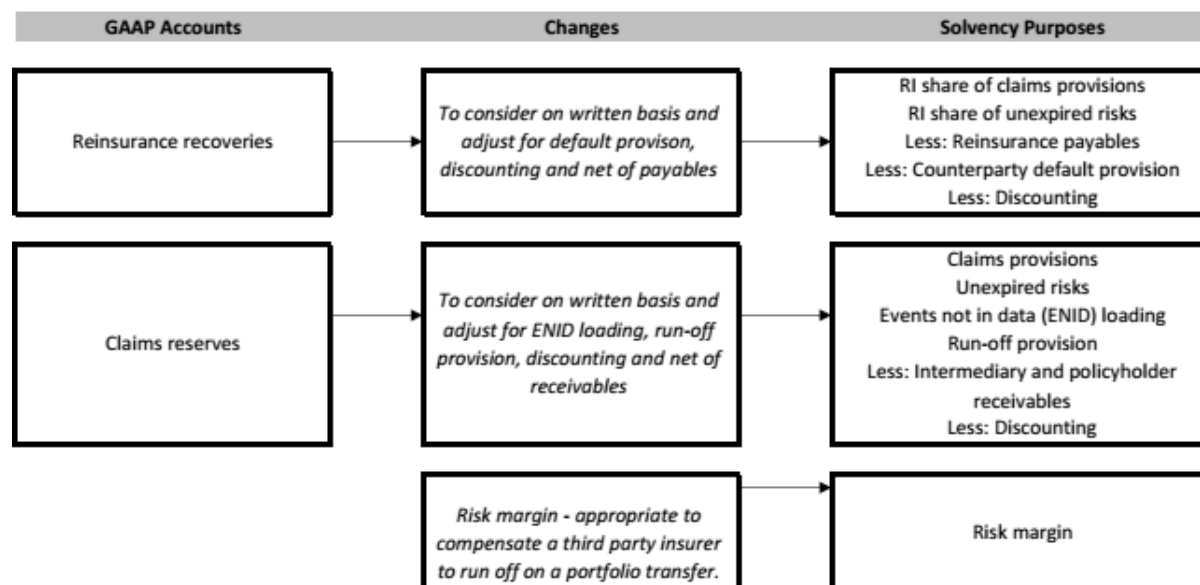 GAAP Accounts
Changes
Solvency Purposes
Reinsurance recoveries
To consider on written basis and
adjust for default provison,
discounting and net of payables
RI share of claims provisions
RI share of unexpired risks
Less: Reinsurance payables
Less: Counterparty default provision
Less: Discounting
Claims reserves
To consider on written basis and
adjust for ENID loading, run-off
provision, discounting and net of
receivables
Claims provisions
Unexpired risks
Events not in data (ENID) loading
Run-off provision
Less: Intermediary and policyholder
receivables
Less: Discounting
Risk margin - appropriate to
compensate a third party insurer
to run off on a portfolio transfer.
Risk margin